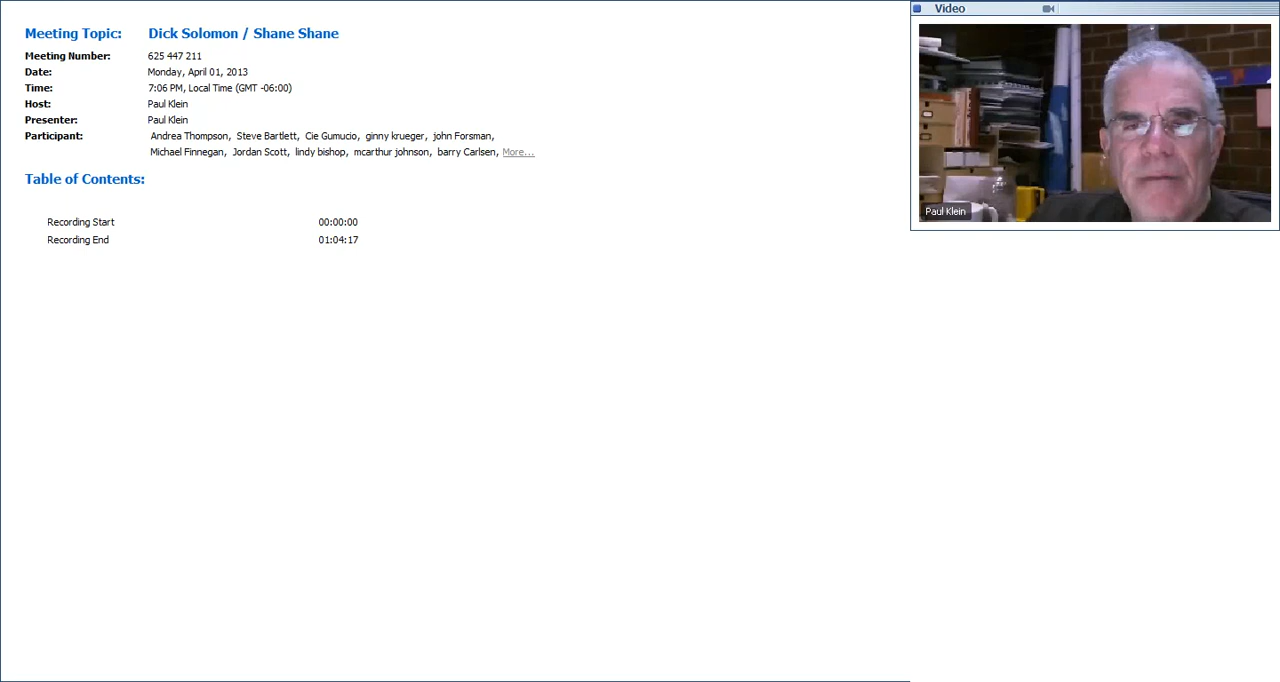 Meeting Topic: Dick Solomon / Shane Shane
Meeting Number: 625 447 211
Date: Monday, April 01, 2013
Time: 7:06 PM, Local Time (GMT -06:00)
Host: Paul Klein
Presenter: Paul Klein
Participant: Andrea Thompson, Steve Bartlett, Cie Gumucio, ginny krueger, john Forsman,
Michael Finnegan, Jordan Scott, lindy bishop, mcarthur johnson, barry Carlsen, More...
Table of Contents:
Recording Start 00:00:00
Recording End 01:04:17
Video
Paul Klein